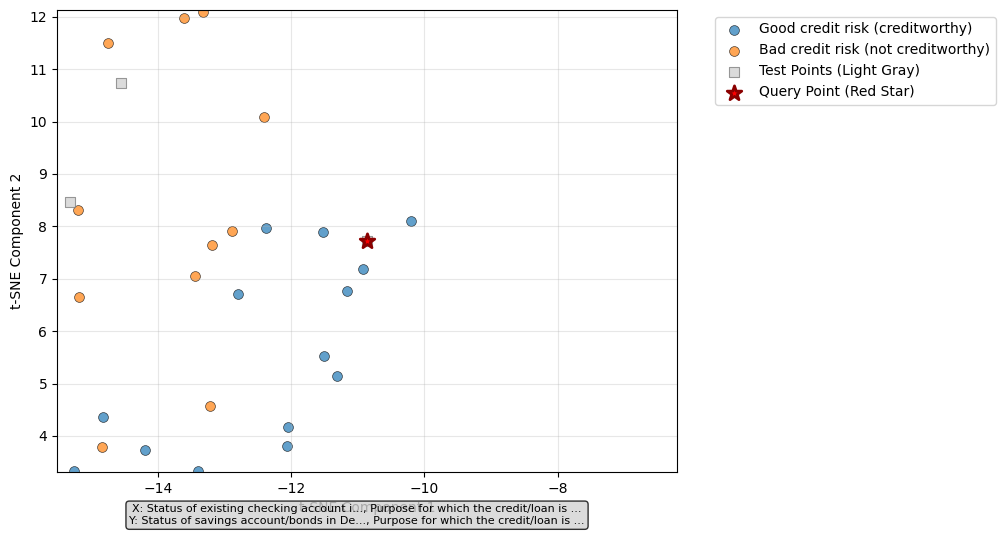 12
11
10
9
8
7
6
5
4
t-SNE Component 2
−14
−12
−10
−8
t-SNE Component 1
X: Status of existing checking account i..., Purpose for which the credit/loan is ...
Y: Status of savings account/bonds in De..., Purpose for which the credit/loan is ...
Good credit risk (creditworthy)
Bad credit risk (not creditworthy)
Test Points (Light Gray)
Query Point (Red Star)